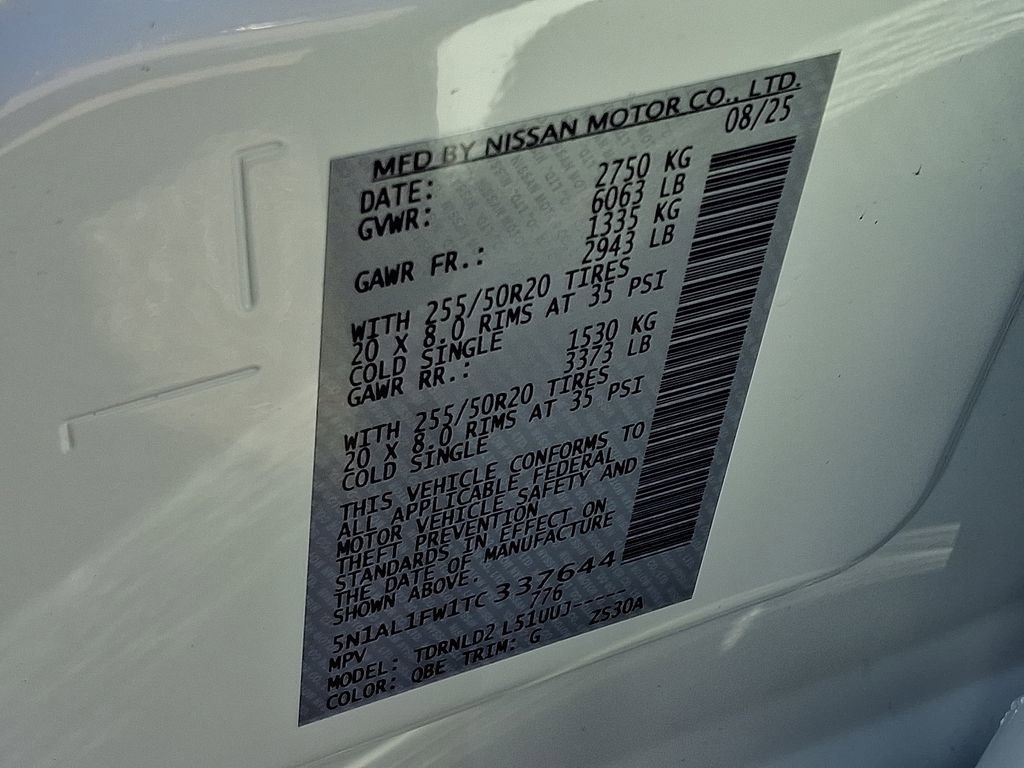 MFD BY NISSAN MOTOR CO., LTD.
DATE: 08/25
GVWR: 2750 KG
6063 LB
GAWR FR.: 1335 KG
2943 LB
WITH 255/50R20 TIRES
20 X 8.0 RIMS AT 35 PSI
COLD SINGLE
GAWR RR.: 1530 KG
3373 LB
WITH 255/50R20 TIRES
20 X 8.0 RIMS AT 35 PSI
COLD SINGLE
THIS VEHICLE CONFORMS TO
ALL APPLICABLE FEDERAL
MOTOR VEHICLE SAFETY AND
THEFT PREVENTION
STANDARDS IN EFFECT ON
THE DATE OF MANUFACTURE
SHOWN ABOVE.
5N1AL1FW1TC337644
MPV 776
MODEL: TDRNLD2 L51UUJ-----
COLOR: QBE TRIM: G ZS30A